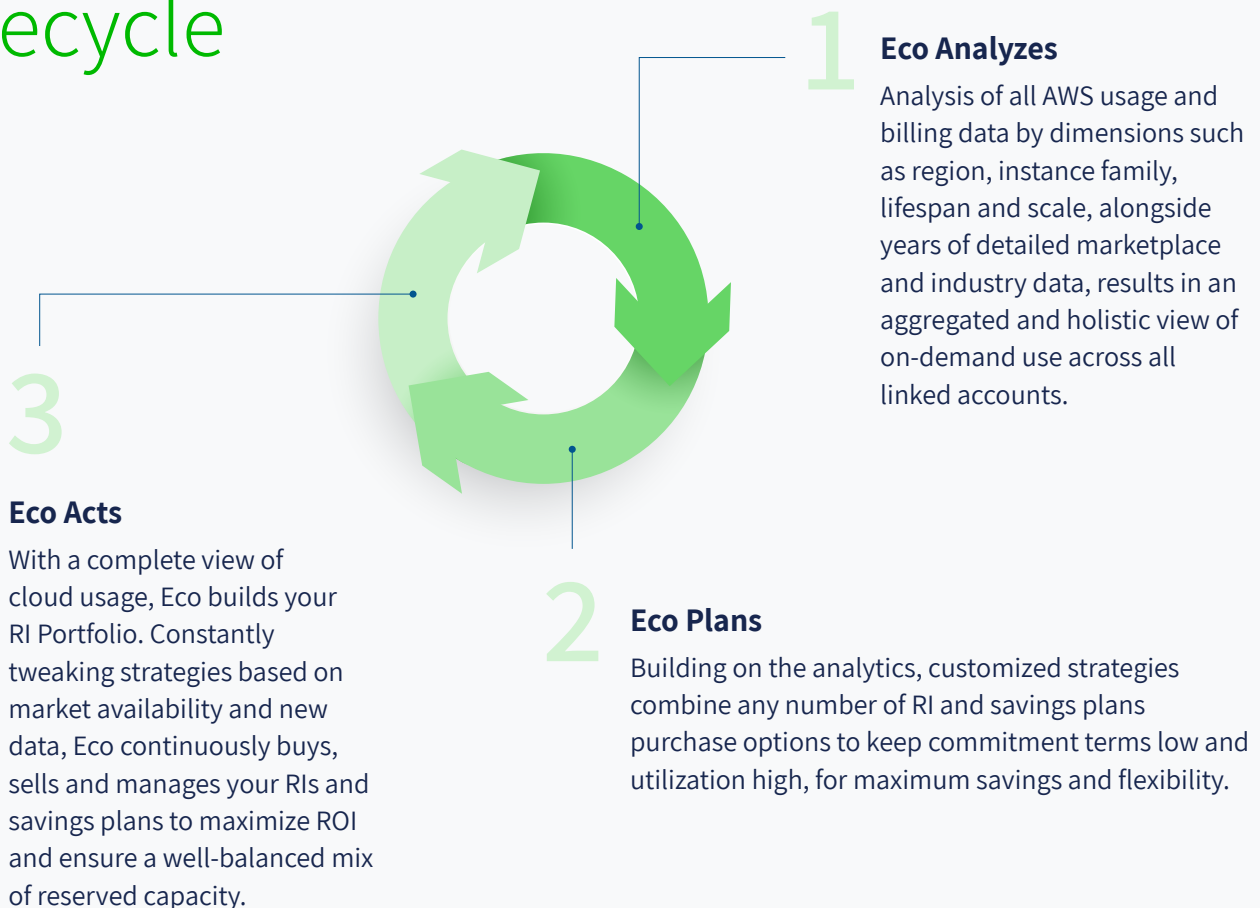 ecycle
1
Eco Analyzes
Analysis of all AWS usage and
billing data by dimensions such
as region, instance family,
lifespan and scale, alongside
years of detailed marketplace
and industry data, results in an
aggregated and holistic view of
on-demand use across all
linked accounts.
2
Eco Plans
Building on the analytics, customized strategies
combine any number of RI and savings plans
purchase options to keep commitment terms low and
utilization high, for maximum savings and flexibility.
3
Eco Acts
With a complete view of
cloud usage, Eco builds your
RI Portfolio. Constantly
tweaking strategies based on
market availability and new
data, Eco continuously buys,
sells and manages your RIs and
savings plans to maximize ROI
and ensure a well-balanced mix
of reserved capacity.